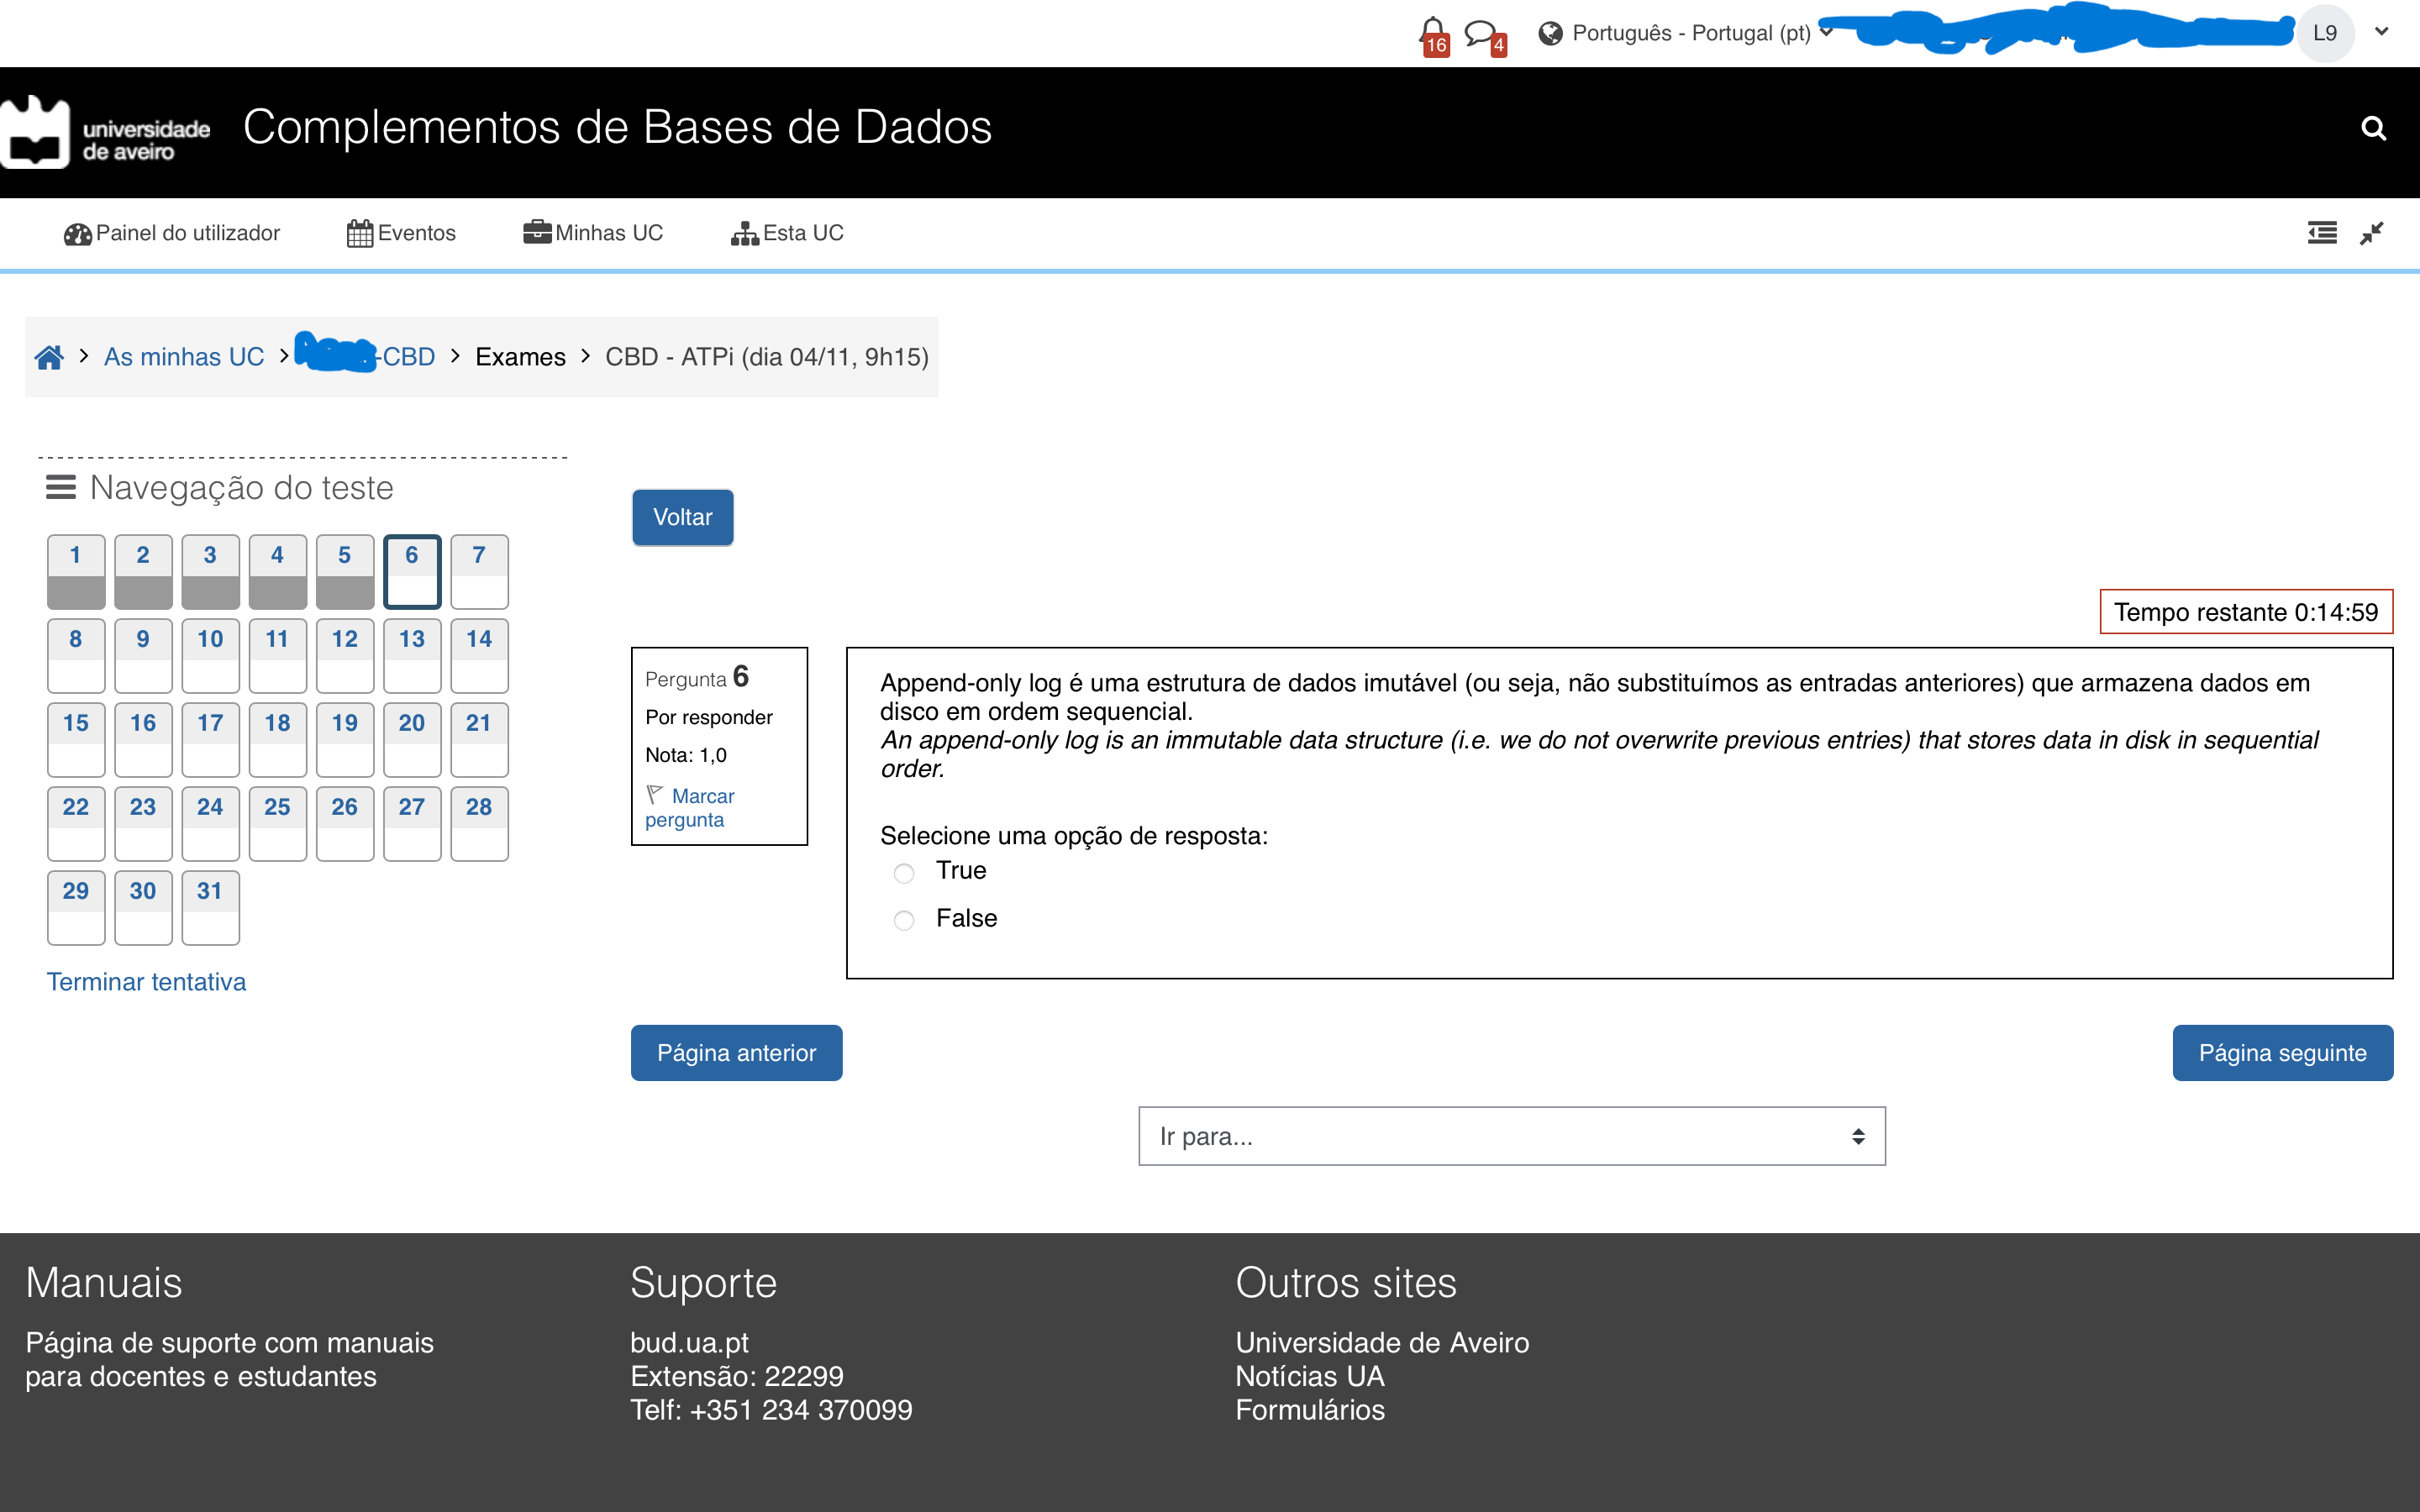 16
4
Português - Portugal (pt)
L9
universidade
de aveiro
Complementos de Bases de Dados
Painel do utilizador
Eventos
Minhas UC
Esta UC
As minhas UC
-CBD
Exames
CBD - ATPi (dia 04/11, 9h15)
Navegação do teste
1 2 3 4 5 6 7
8 9 10 11 12 13 14
15 16 17 18 19 20 21
22 23 24 25 26 27 28
29 30 31
Terminar tentativa
Voltar
Tempo restante 0:14:59
Pergunta 6
Por responder
Nota: 1,0
Marcar
pergunta
Append-only log é uma estrutura de dados imutável (ou seja, não substituímos as entradas anteriores) que armazena dados em
disco em ordem sequencial.
An append-only log is an immutable data structure (i.e. we do not overwrite previous entries) that stores data in disk in sequential
order.
Selecione uma opção de resposta:
True
False
Página anterior
Página seguinte
Ir para...
Manuais
Página de suporte com manuais
para docentes e estudantes
Suporte
bud.ua.pt
Extensão: 22299
Telf: +351 234 370099
Outros sites
Universidade de Aveiro
Notícias UA
Formulários